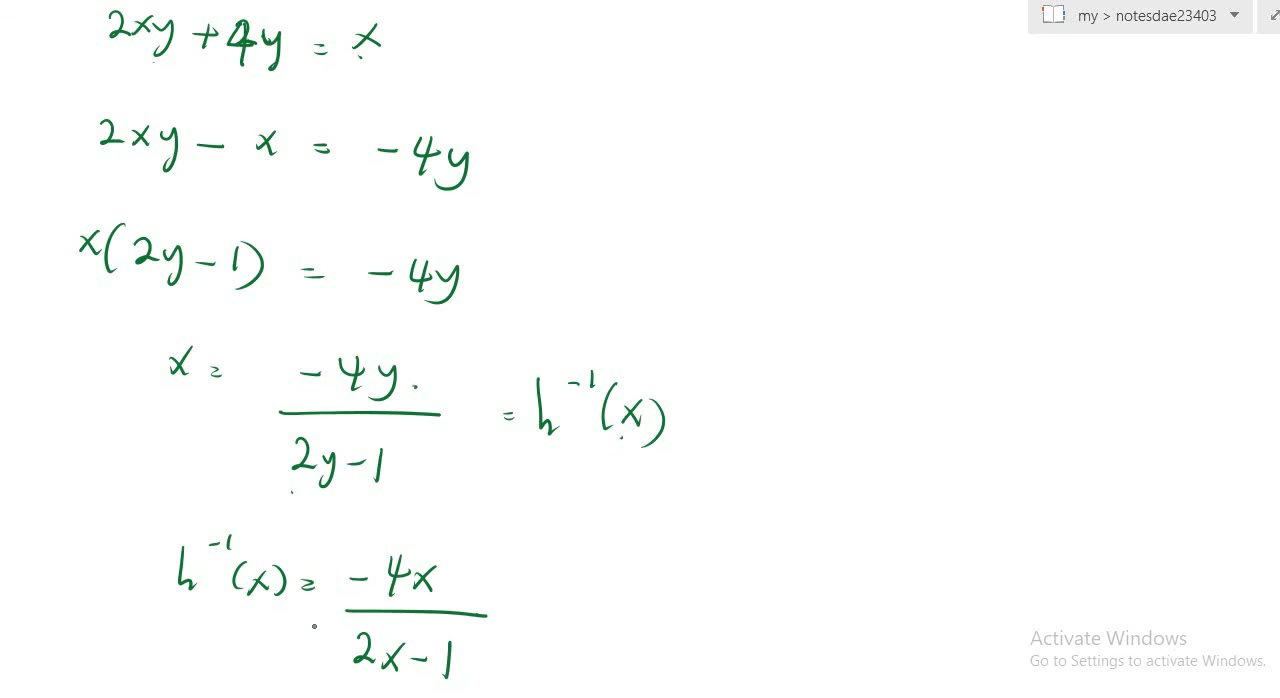 my > notesdae23403
2xy + 4y = x
2xy - x = -4y
x(2y-1) = -4y
x = -4y / 2y-1 = h⁻¹(x)
h⁻¹(x) = -4x / 2x-1
Activate Windows
Go to Settings to activate Windows.